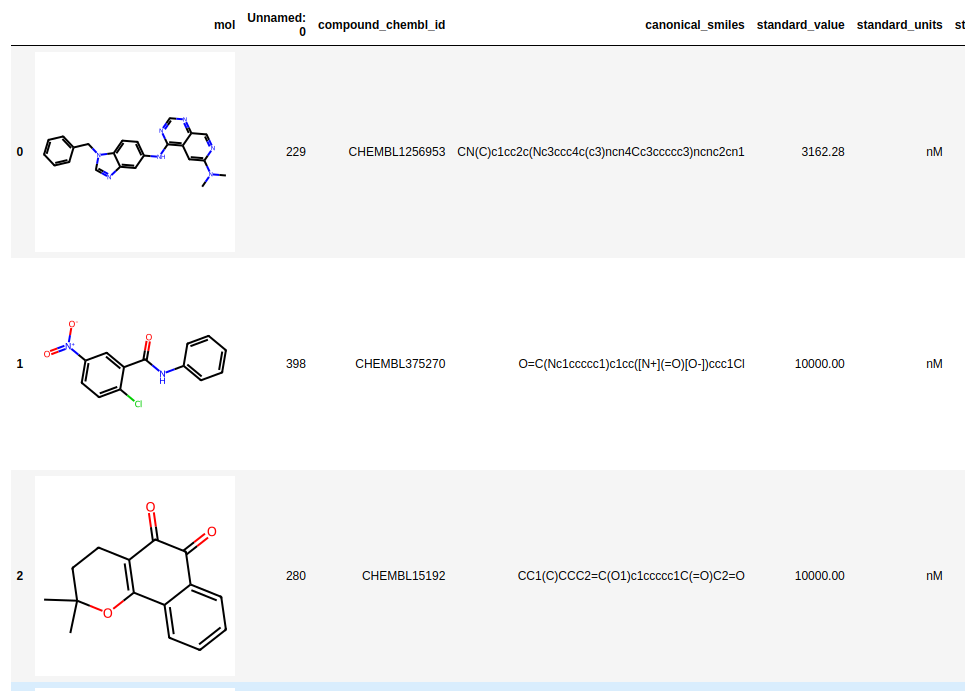 mol Unnamed: 0 compound_chembl_id canonical_smiles standard_value standard_units st
0 229 CHEMBL1256953 CN(C)c1cc2c(Nc3ccc4c(c3)ncn4Cc3ccccc3)ncnc2cn1 3162.28 nM
N N N N NH N N
1 398 CHEMBL375270 O=C(Nc1ccccc1)c1cc([N+](=O)[O-])ccc1Cl 10000.00 nM
O- O N+ O N H Cl
2 280 CHEMBL15192 CC1(C)CCC2=C(O1)c1ccccc1C(=O)C2=O 10000.00 nM
O O O